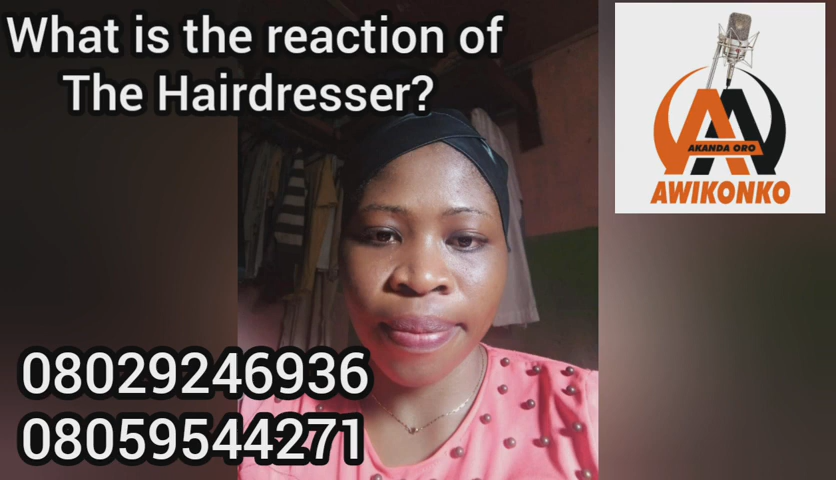 What is the reaction of
The Hairdresser?
AKANDA ORO
AWIKONKO
08029246936
08059544271